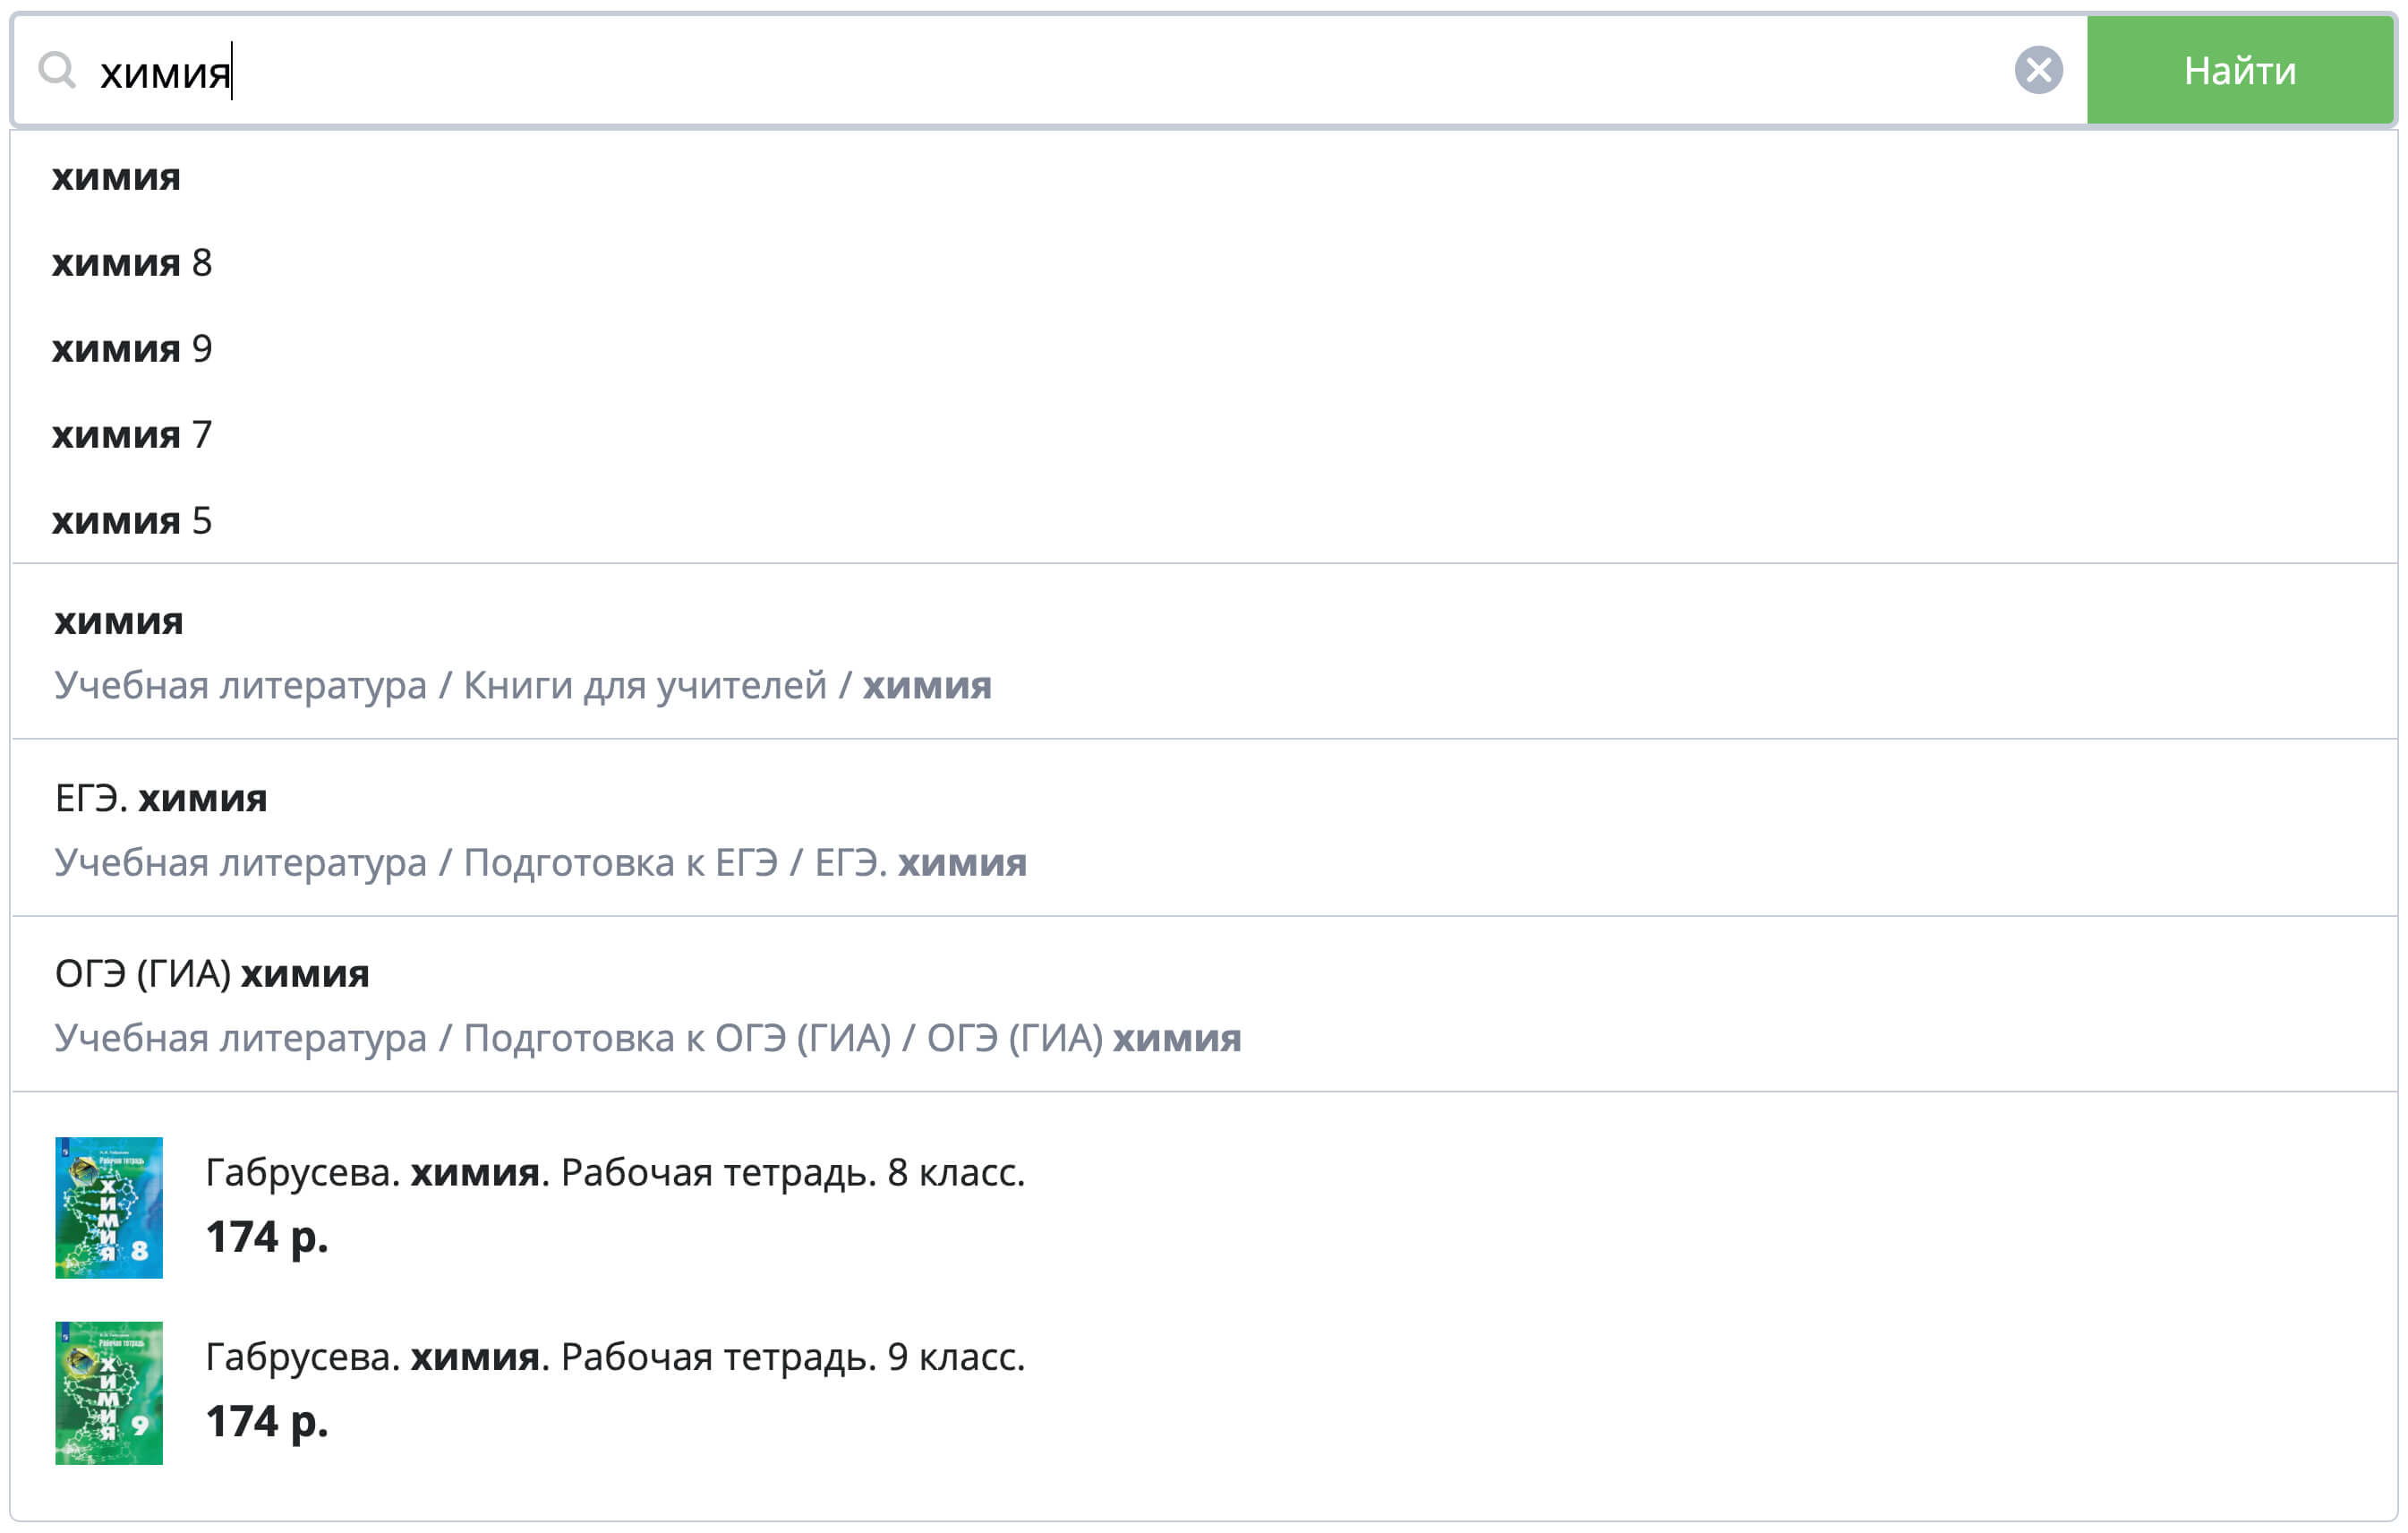 химия
Найти
химия
химия 8
химия 9
химия 7
химия 5
химия
Учебная литература / Книги для учителей / химия
ЕГЭ. химия
Учебная литература / Подготовка к ЕГЭ / ЕГЭ. химия
ОГЭ (ГИА) химия
Учебная литература / Подготовка к ОГЭ (ГИА) / ОГЭ (ГИА) химия
Рабочая тетрадь
ХИМИЯ
8
Габрусева. химия. Рабочая тетрадь. 8 класс.
174 р.
Рабочая тетрадь
ХИМИЯ
9
Габрусева. химия. Рабочая тетрадь. 9 класс.
174 р.